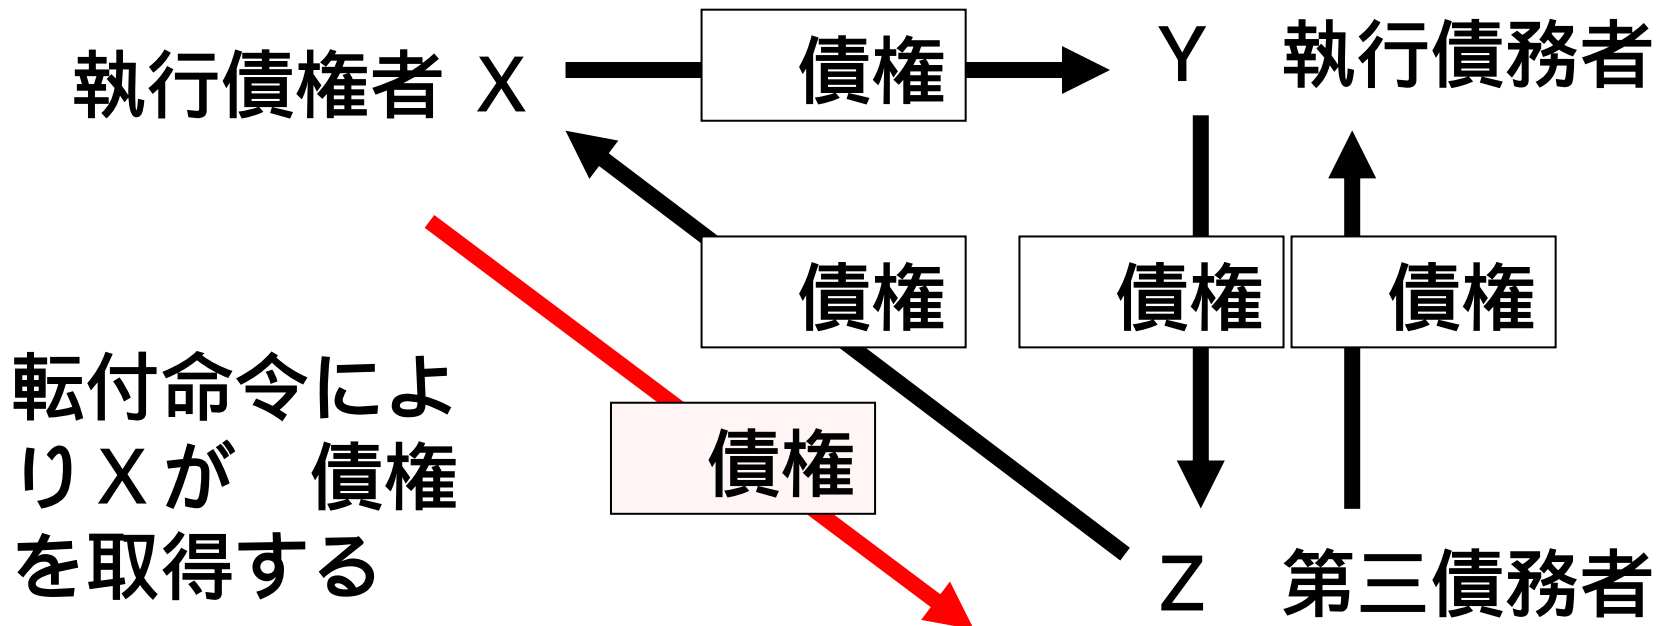 執行債権者 X
債権
Y 執行債務者
債権
債権
債権
債権
転付命令によ
りXが 債権
を取得する
Z 第三債務者